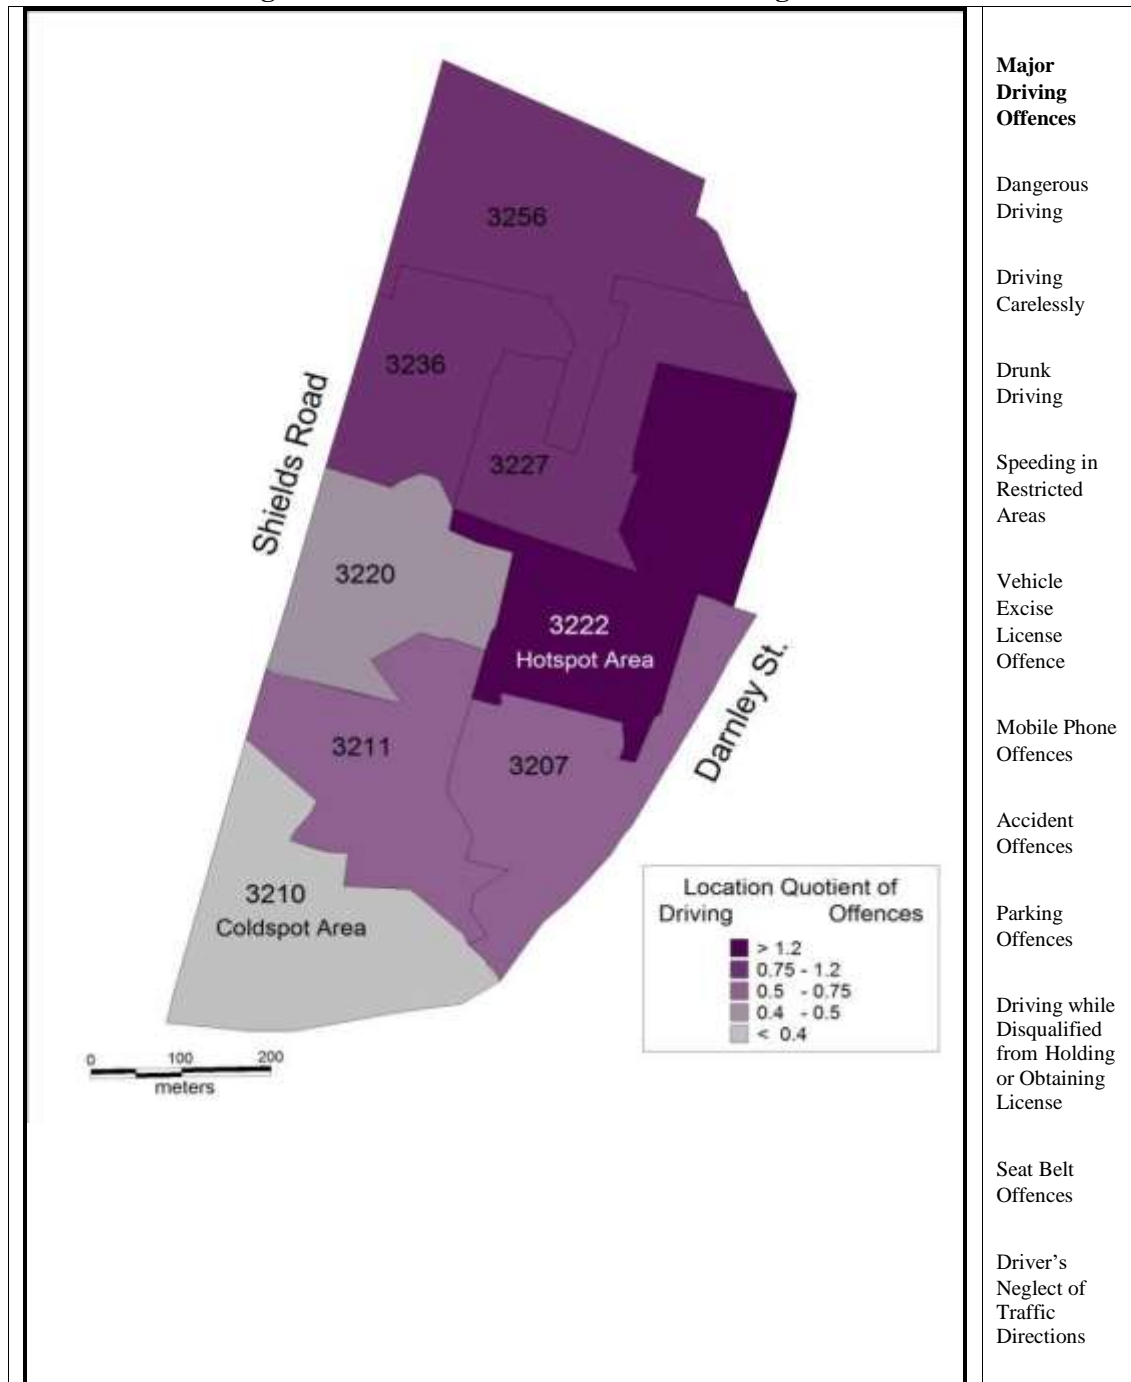 3256
3236
Shields Road
3227
3220
3222
Hotspot Area
Darnley St.
3211
3207
3210
Coldspot Area
Location Quotient of
Driving Offences
> 1.2
0.75 - 1.2
0.5 - 0.75
0.4 - 0.5
< 0.4
0 100 200
meters
Major
Driving
Offences
Dangerous
Driving
Driving
Carelessly
Drunk
Driving
Speeding in
Restricted
Areas
Vehicle
Excise
License
Offence
Mobile Phone
Offences
Accident
Offences
Parking
Offences
Driving while
Disqualified
from Holding
or Obtaining
License
Seat Belt
Offences
Driver’s
Neglect of
Traffic
Directions